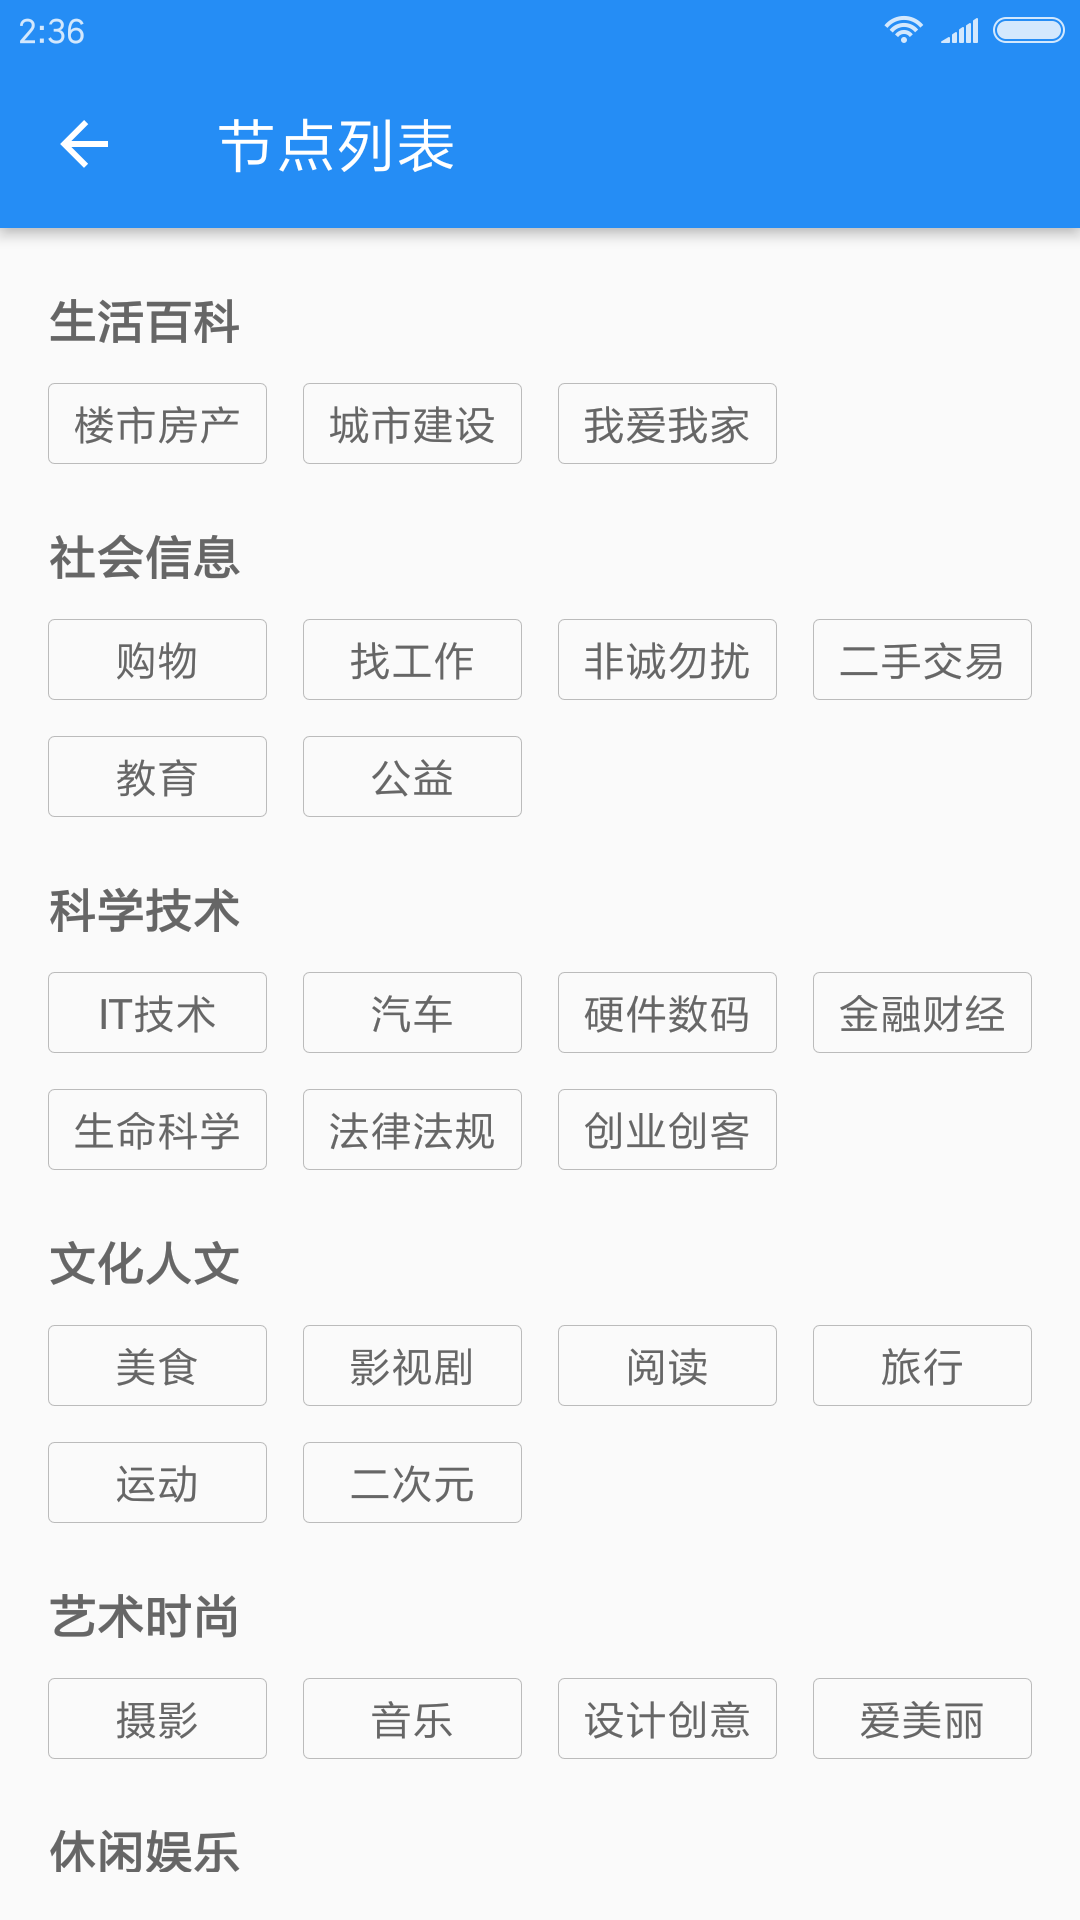 2:36
节点列表
生活百科
楼市房产 城市建设 我爱我家
社会信息
购物 找工作 非诚勿扰 二手交易
教育 公益
科学技术
IT技术 汽车 硬件数码 金融财经
生命科学 法律法规 创业创客
文化人文
美食 影视剧 阅读 旅行
运动 二次元
艺术时尚
摄影 音乐 设计创意 爱美丽
休闲娱乐